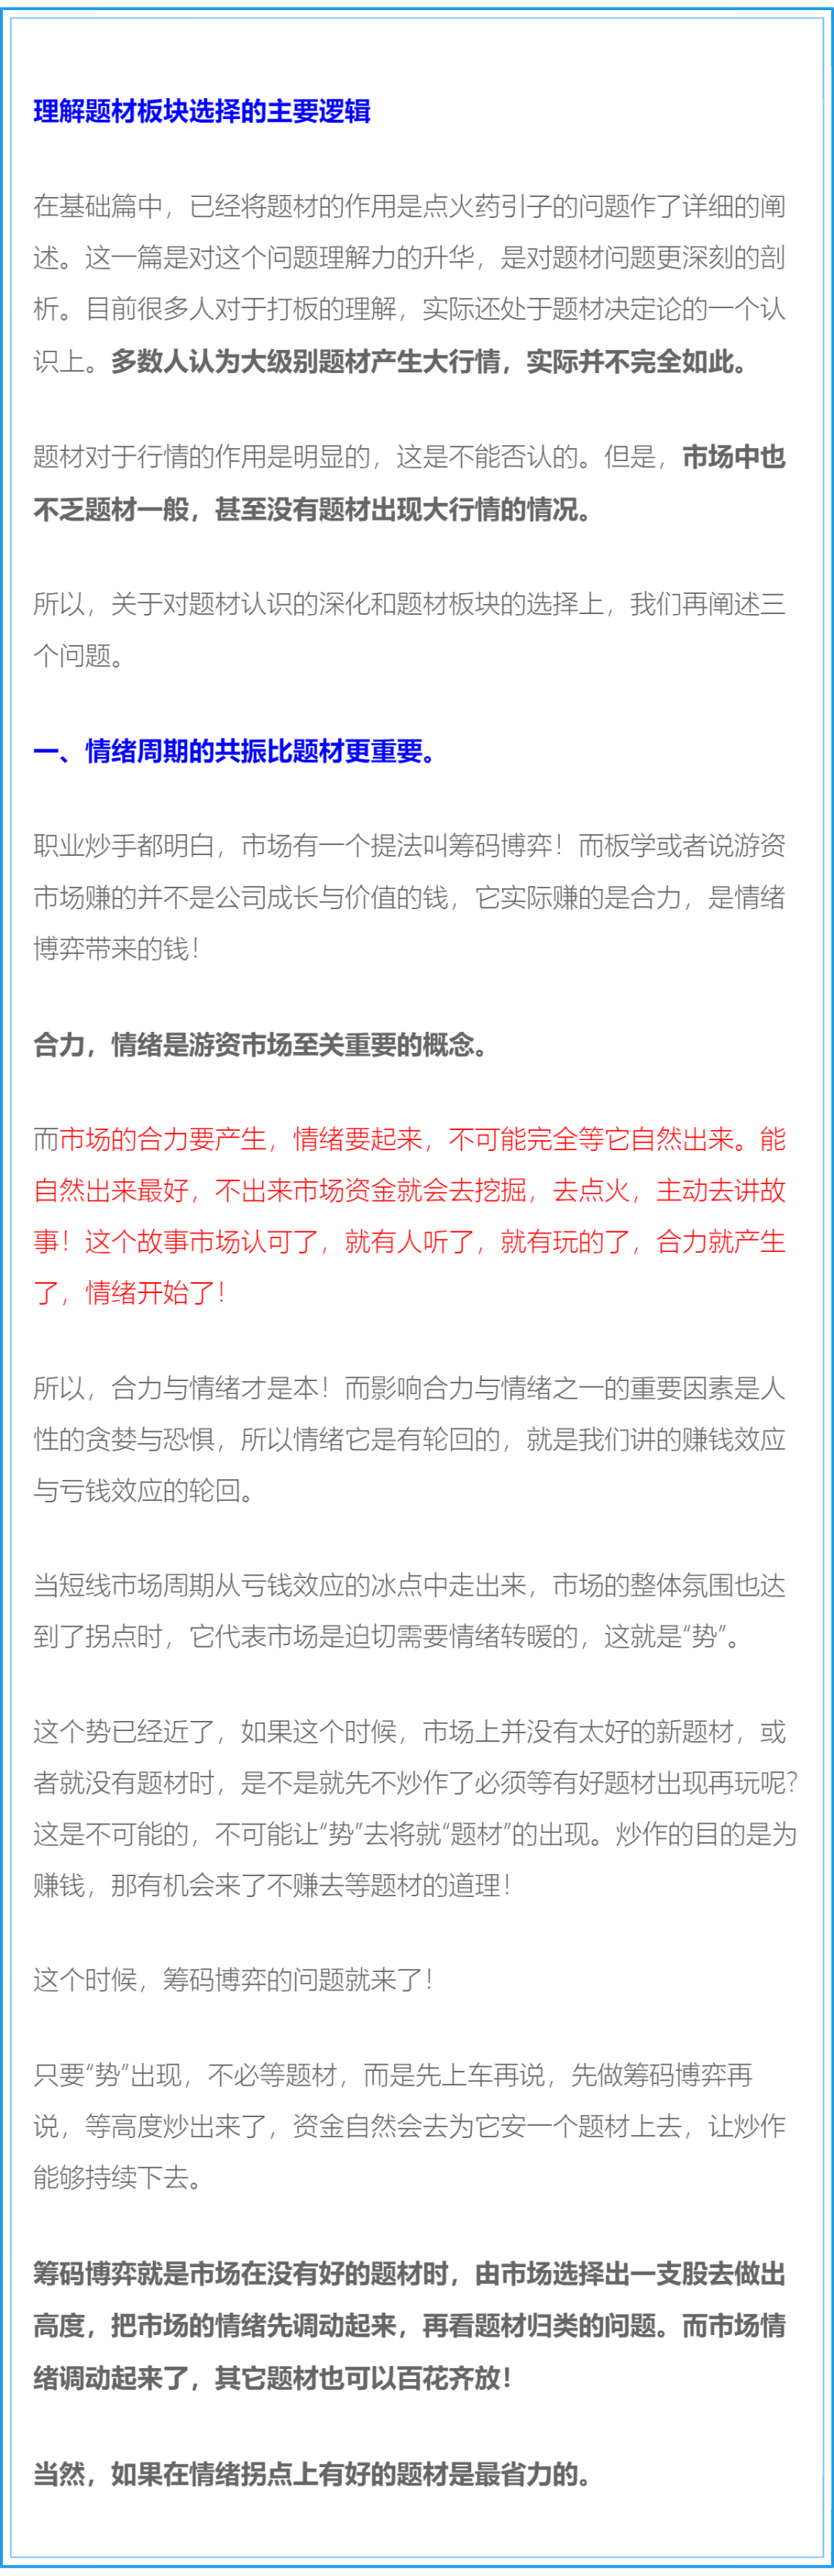 理解题材板块选择的主要逻辑
在基础篇中，已经将题材的作用是点火药引子的问题作了详细的阐
述。这一篇是对这个问题理解力的升华，是对题材问题更深刻的剖
析。目前很多人对于打板的理解，实际还处于题材决定论的一个认
识上。多数人认为大级别题材产生大行情，实际并不完全如此。
题材对于行情的作用是明显的，这是不能否认的。但是，市场中也
不乏题材一般，甚至没有题材出现大行情的情况。
所以，关于对题材认识的深化和题材板块的选择上，我们再阐述三
个问题。
一、情绪周期的共振比题材更重要。
职业炒手都明白，市场有一个提法叫筹码博弈！而板学或者说游资
市场赚的并不是公司成长与价值的钱，它实际赚的是合力，是情绪
博弈带来的钱！
合力，情绪是游资市场至关重要的概念。
而市场的合力要产生，情绪要起来，不可能完全等它自然出来。能
自然出来最好，不出来市场资金就会去挖掘，去点火，主动去讲故
事！这个故事市场认可了，就有人听了，就有玩的了，合力就产生
了，情绪开始了！
所以，合力与情绪才是本！而影响合力与情绪之一的重要因素是人
性的贪婪与恐惧，所以情绪它是有轮回的，就是我们讲的赚钱效应
与亏钱效应的轮回。
当短线市场周期从亏钱效应的冰点中走出来，市场的整体氛围也达
到了拐点时，它代表市场是迫切需要情绪转暖的，这就是“势”。
这个势已经近了，如果这个时候，市场上并没有太好的新题材，或
者就没有题材时，是不是就先不炒作了必须等有好题材出现再玩呢？
这是不可能的，不可能让“势”去将就“题材”的出现。炒作的目的是为
赚钱，那有机会来了不赚去等题材的道理！
这个时候，筹码博弈的问题就来了！
只要“势”出现，不必等题材，而是先上车再说，先做筹码博弈再
说，等高度炒出来了，资金自然会去为它安一个题材上去，让炒作
能够持续下去。
筹码博弈就是市场在没有好的题材时，由市场选择出一支股去做出
高度，把市场的情绪先调动起来，再看题材归类的问题。而市场情
绪调动起来了，其它题材也可以百花齐放！
当然，如果在情绪拐点上有好的题材是最省力的。